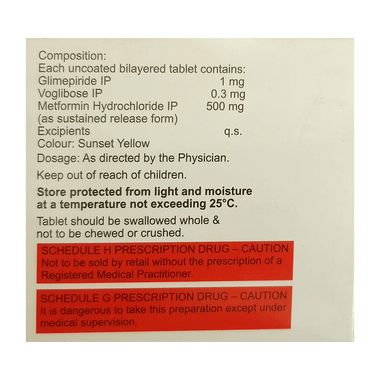 Composition:
Each uncoated bilayered tablet contains:
Glimepiride IP 1 mg
Voglibose IP 0.3 mg
Metformin Hydrochloride IP 500 mg
(as sustained release form)
Excipients q.s.
Colour: Sunset Yellow
Dosage: As directed by the Physician.
Keep out of reach of children.
Store protected from light and moisture
at a temperature not exceeding 25°C.
Tablet should be swallowed whole &
not to be chewed or crushed.
SCHEDULE H PRESCRIPTION DRUG – CAUTION
Not to be sold by retail without the prescription of a
Registered Medical Practitioner.
SCHEDULE G PRESCRIPTION DRUG – CAUTION
It is dangerous to take this preparation except under
medical supervision.